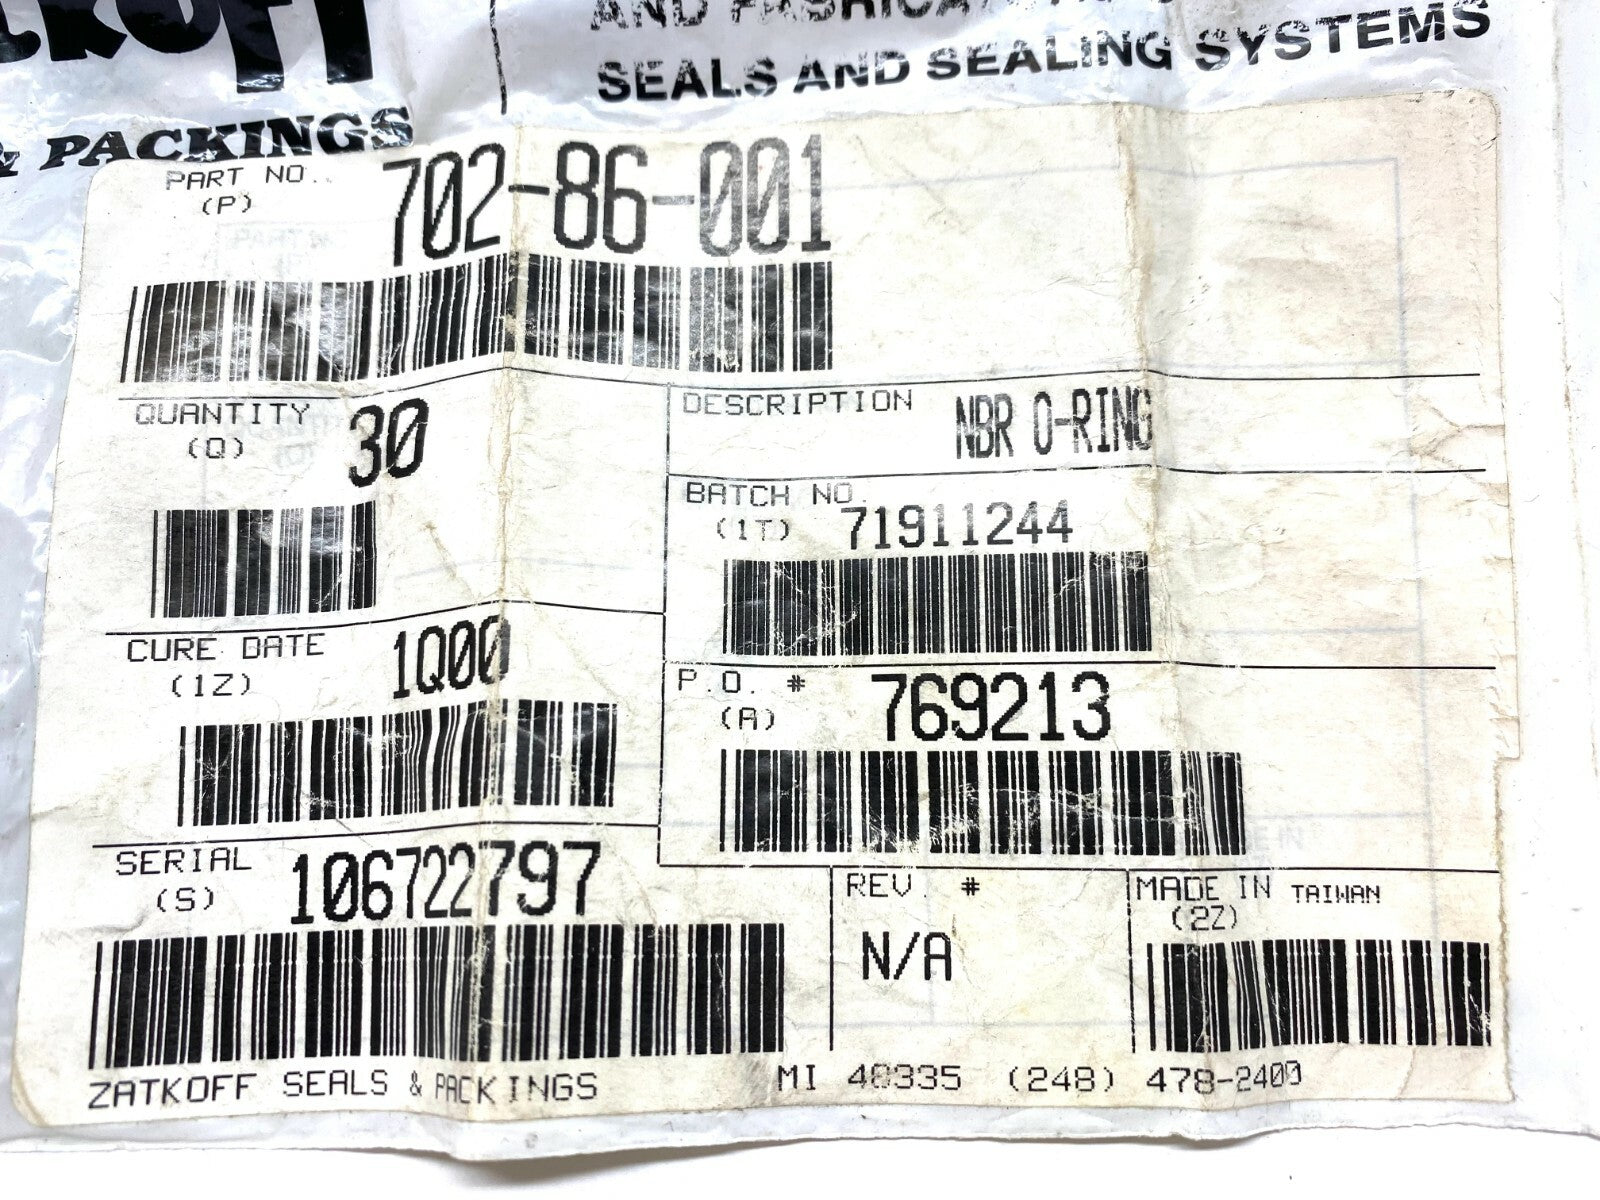 SEALS AND SEALING SYSTEMS
& PACKINGS
PART NO. 702-86-001
(P)
QUANTITY 30
(Q)
DESCRIPTION NBR O-RING
BATCH NO.
(1T) 71911244
CURE DATE 1Q00
(1Z)
P.O. # 769213
(A)
SERIAL 106722797
(S)
REV. #
N/A
MADE IN TAIWAN
(2Z)
ZATKOFF SEALS & PACKINGS MI 48335 (248) 478-2400